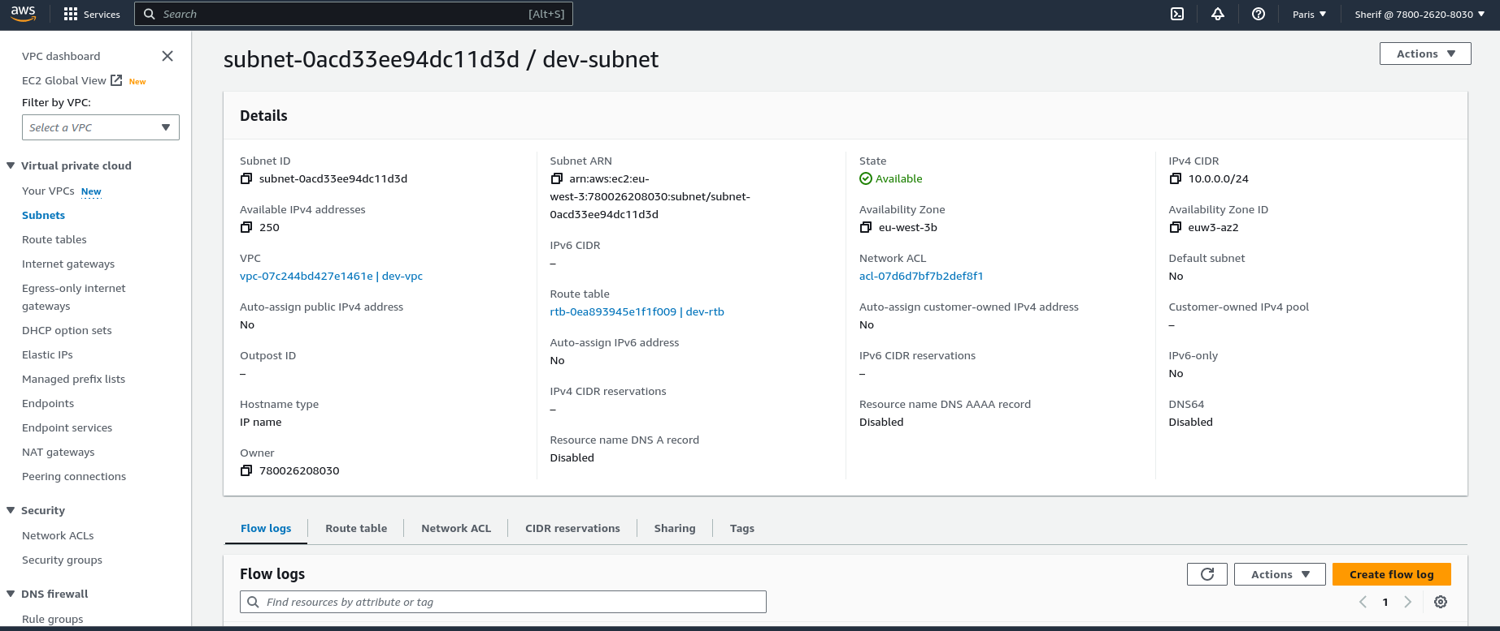 aws
Services
Search
[Alt+S]
Paris
Sherif @ 7800-2620-8030
VPC dashboard
EC2 Global View New
Filter by VPC:
Select a VPC
Virtual private cloud
Your VPCs New
Subnets
Route tables
Internet gateways
Egress-only internet
gateways
DHCP option sets
Elastic IPs
Managed prefix lists
Endpoints
Endpoint services
NAT gateways
Peering connections
Security
Network ACLs
Security groups
DNS firewall
Rule groups
subnet-0acd33ee94dc11d3d / dev-subnet
Actions
Details
Subnet ID
subnet-0acd33ee94dc11d3d
Available IPv4 addresses
250
VPC
vpc-07c244bd427e1461e | dev-vpc
Auto-assign public IPv4 address
No
Outpost ID
–
Hostname type
IP name
Owner
780026208030
Subnet ARN
arn:aws:ec2:eu-
west-3:780026208030:subnet/subnet-
0acd33ee94dc11d3d
IPv6 CIDR
–
Route table
rtb-0ea893945e1f1f009 | dev-rtb
Auto-assign IPv6 address
No
IPv4 CIDR reservations
–
Resource name DNS A record
Disabled
State
Available
Availability Zone
eu-west-3b
Network ACL
acl-07d6d7bf7b2def8f1
Auto-assign customer-owned IPv4 address
No
IPv6 CIDR reservations
–
Resource name DNS AAAA record
Disabled
IPv4 CIDR
10.0.0.0/24
Availability Zone ID
euw3-az2
Default subnet
No
Customer-owned IPv4 pool
–
IPv6-only
No
DNS64
Disabled
Flow logs
Route table
Network ACL
CIDR reservations
Sharing
Tags
Flow logs
Actions
Create flow log
Find resources by attribute or tag
1